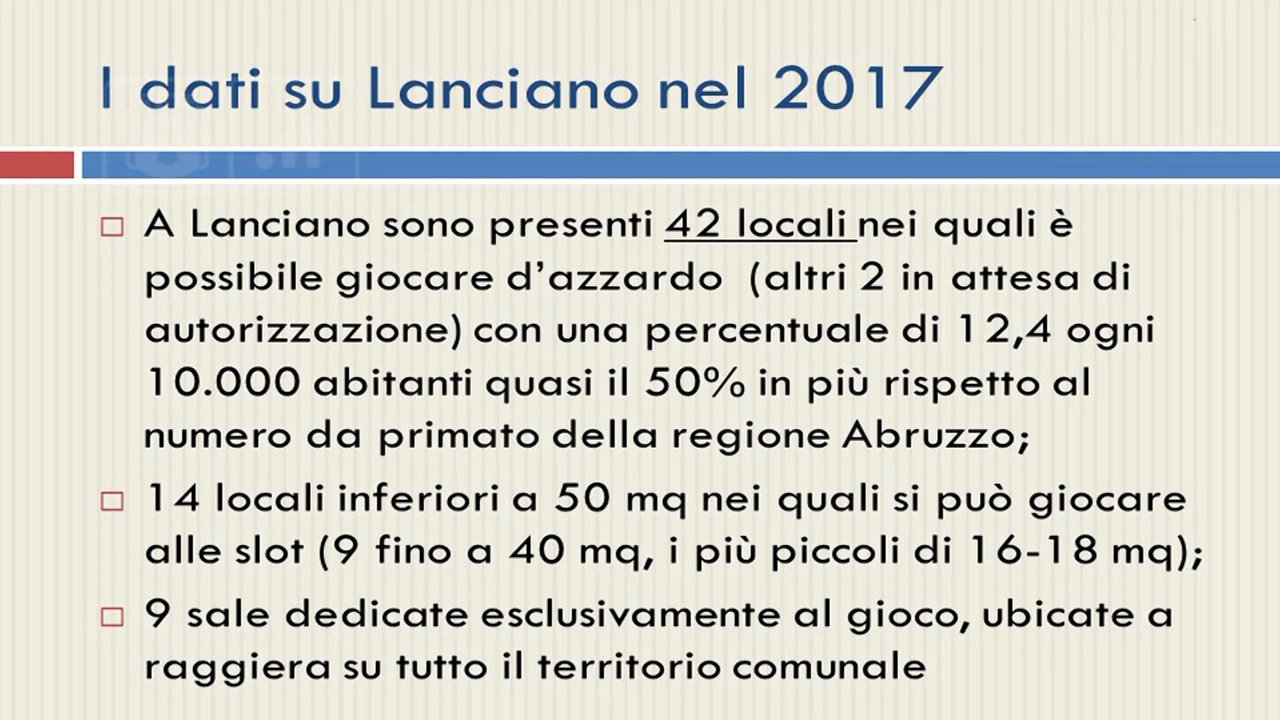 I dati su Lanciano nel 2017
A Lanciano sono presenti 42 locali nei quali è
possibile giocare d’azzardo (altri 2 in attesa di
autorizzazione) con una percentuale di 12,4 ogni
10.000 abitanti quasi il 50% in più rispetto al
numero da primato della regione Abruzzo;
14 locali inferiori a 50 mq nei quali si può giocare
alle slot (9 fino a 40 mq, i più piccoli di 16-18 mq);
9 sale dedicate esclusivamente al gioco, ubicate a
raggiera su tutto il territorio comunale